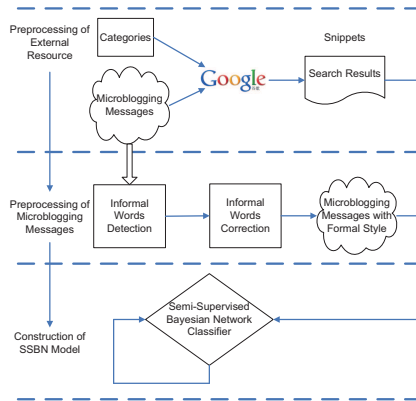 Preprocessing of
External
Resource
Categories
Microblogging
Messages
Google
Snippets
Search Results
Preprocessing of
Microblogging
Messages
Informal
Words
Detection
Informal
Words
Correction
Microblogging
Messages with
Formal Style
Construction of
SSBN Model
Semi-Supervised
Bayesian Network
Classifier